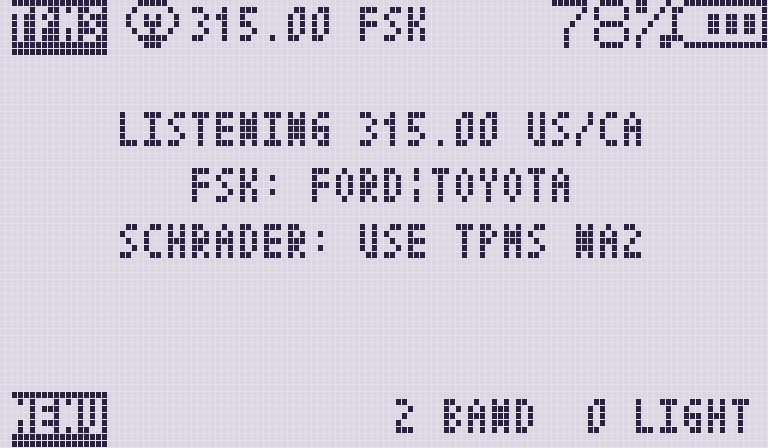 315.00 FSK 78%
LISTENING 315.00 US/CA
FSK: FORD¦TOYOTA
SCHRADER: USE TPMS MA2
2 BAND 0 LIGHT